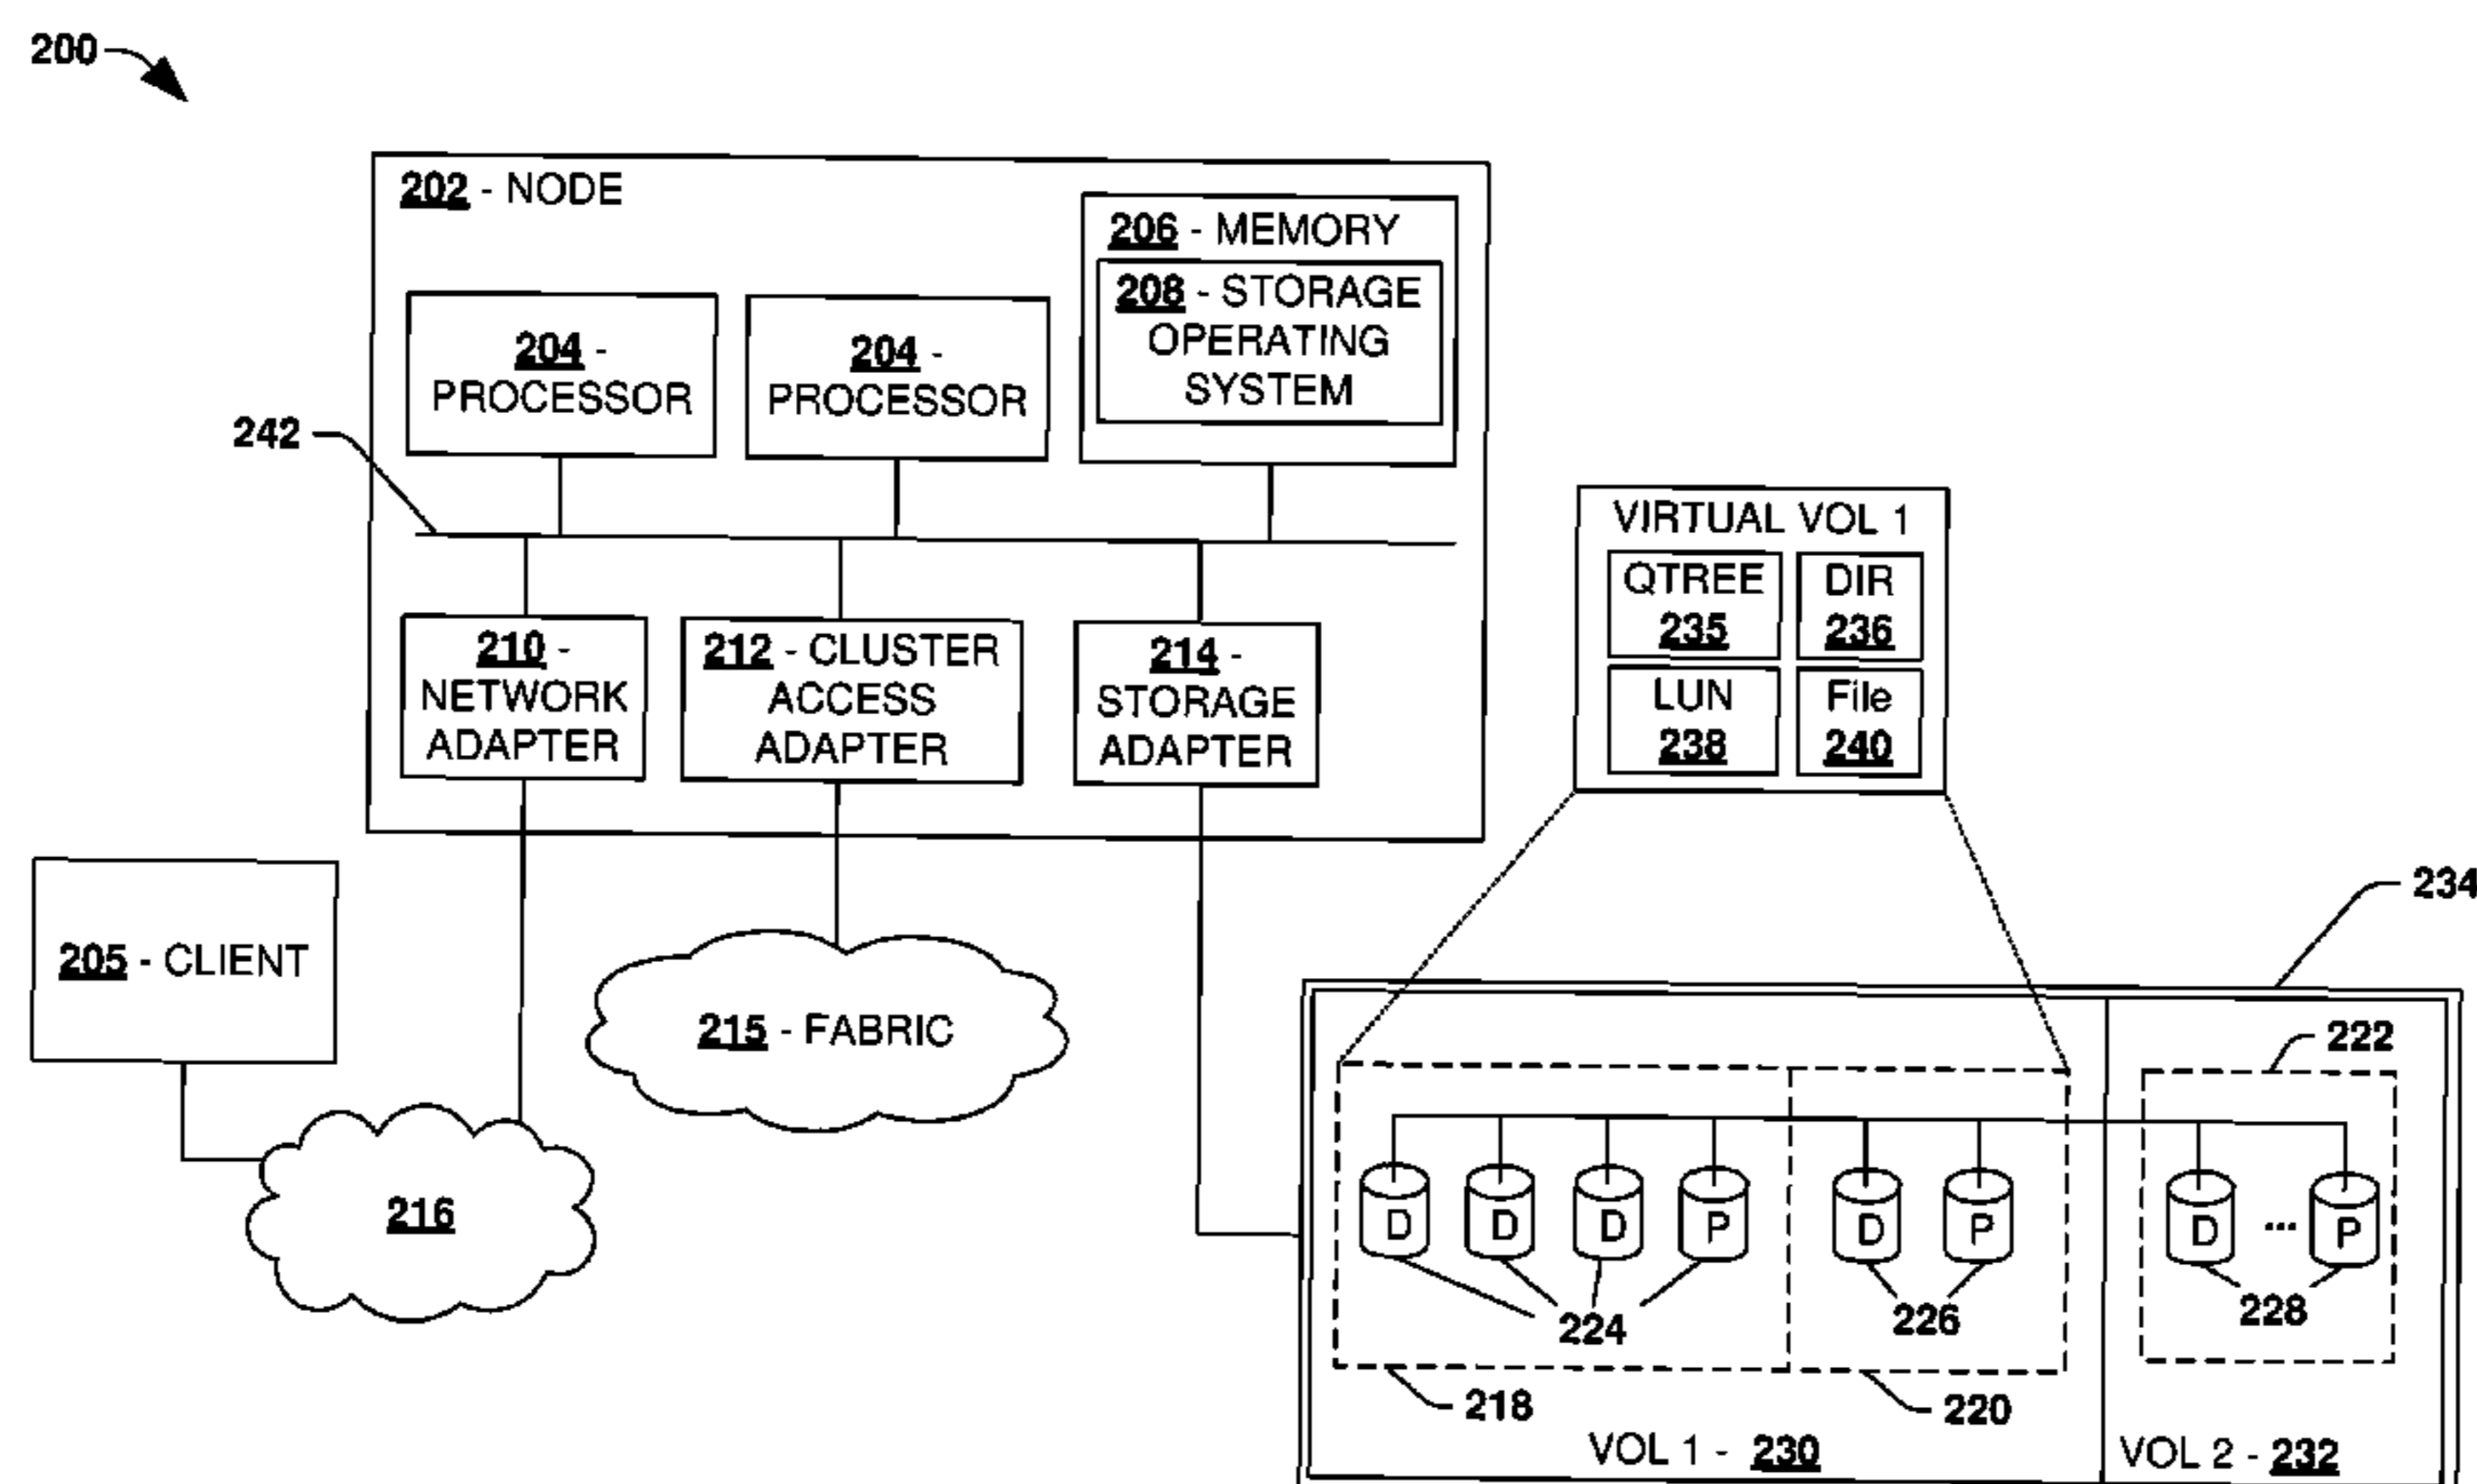 200
202 - NODE
206 - MEMORY
208 - STORAGE
OPERATING
SYSTEM
204 -
PROCESSOR
204 -
PROCESSOR
242
210 -
NETWORK
ADAPTER
212 - CLUSTER
ACCESS
ADAPTER
214 -
STORAGE
ADAPTER
VIRTUAL VOL 1
QTREE
235
DIR
236
LUN
238
File
240
234
205 - CLIENT
215 - FABRIC
216
222
D
D
D
P
D
P
D
...
P
224
226
228
218
220
VOL 1 - 230
VOL 2 - 232